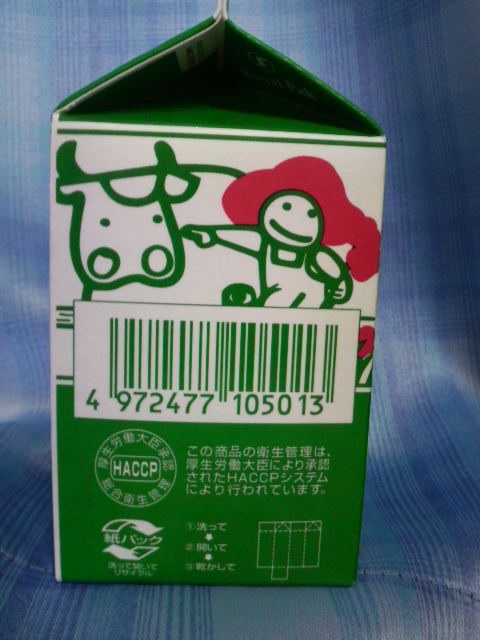 Royal Pak
4 972477 105013
厚生労働大臣承認
HACCP
総合衛生管理
この商品の衛生管理は、
厚生労働大臣により承認
されたHACCPシステム
により行われています。
紙パック
洗って開いて
リサイクル
①洗って
②開いて
③乾かして